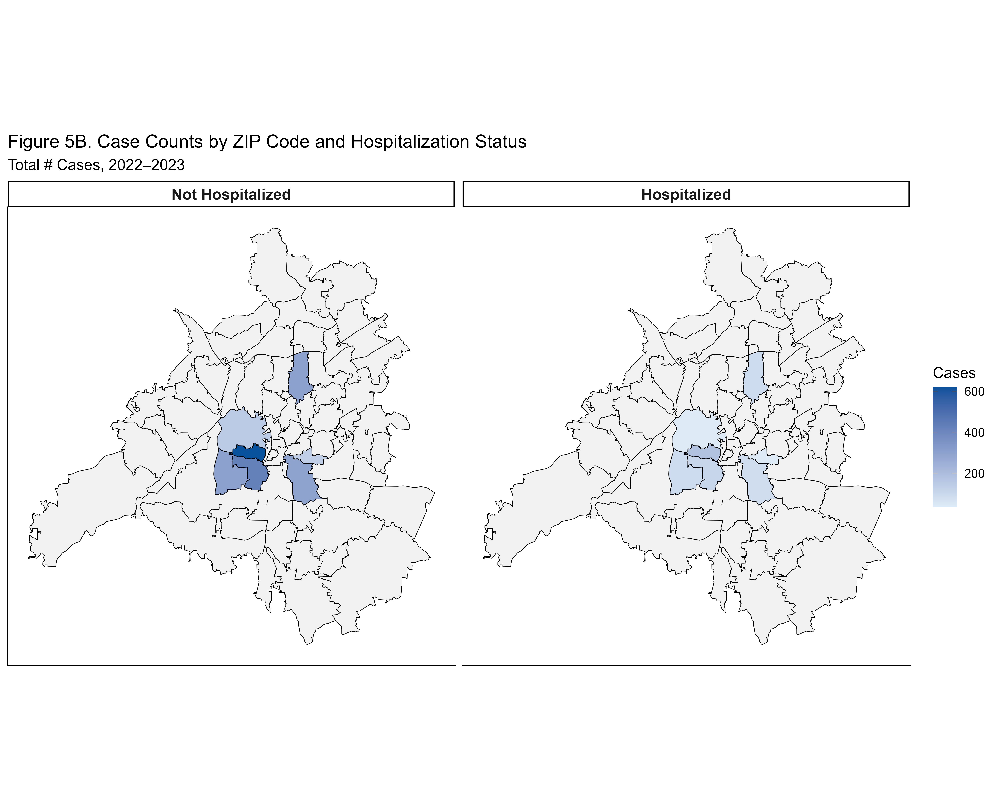 Figure 5B. Case Counts by ZIP Code and Hospitalization Status
Total # Cases, 2022–2023
Not Hospitalized
Hospitalized
Cases
600
400
200